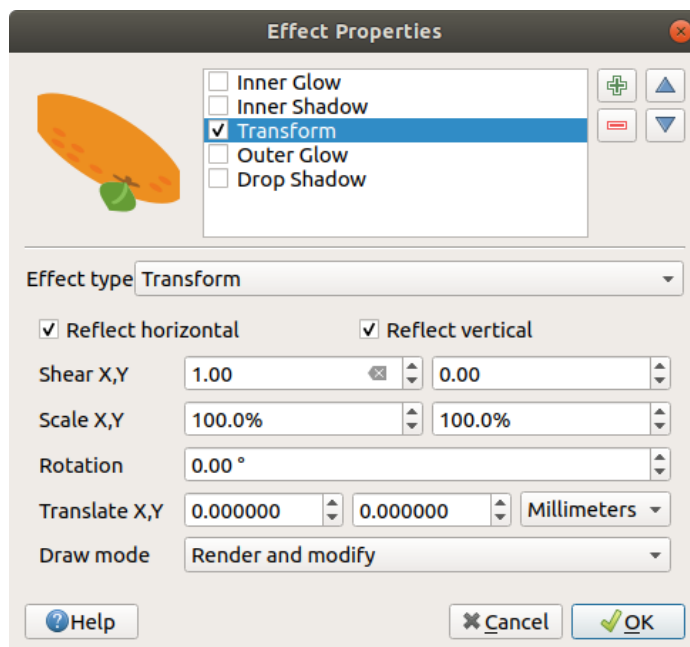 Effect Properties
Inner Glow
Inner Shadow
Transform
Outer Glow
Drop Shadow
Effect type Transform
Reflect horizontal Reflect vertical
Shear X,Y 1.00 0.00
Scale X,Y 100.0% 100.0%
Rotation 0.00 °
Translate X,Y 0.000000 0.000000 Millimeters
Draw mode Render and modify
Help Cancel OK